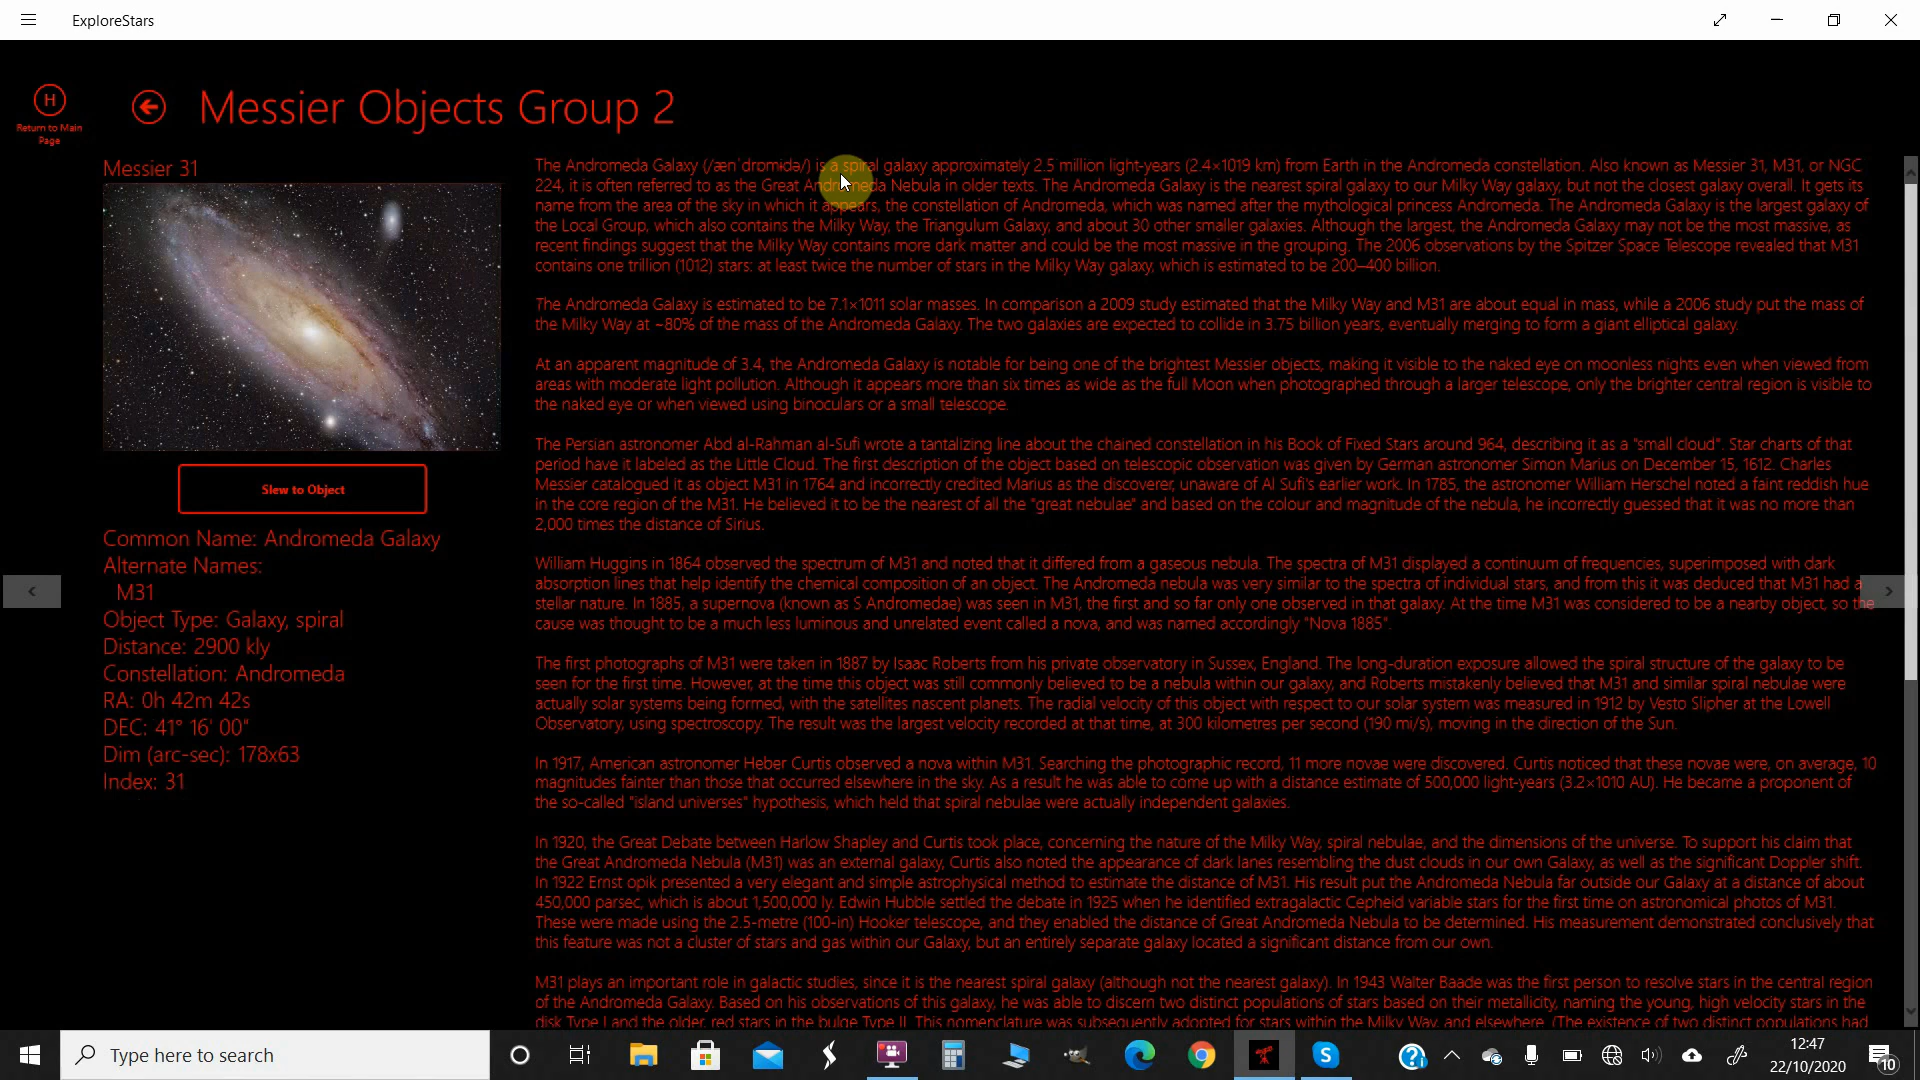 ExploreStars
H
Return to Main
Page
Messier Objects Group 2
Messier 31
Slew to Object
Common Name: Andromeda Galaxy
Alternate Names:
M31
Object Type: Galaxy, spiral
Distance: 2900 kly
Constellation: Andromeda
RA: 0h 42m 42s
DEC: 41° 16' 00"
Dim (arc-sec): 178x63
Index: 31
The Andromeda Galaxy (/ænˈdrɒmɨdə/) is a spiral galaxy approximately 2.5 million light-years (2.4×1019 km) from Earth in the Andromeda constellation. Also known as Messier 31, M31, or NGC
224, it is often referred to as the Great Andromeda Nebula in older texts. The Andromeda Galaxy is the nearest spiral galaxy to our Milky Way galaxy, but not the closest galaxy overall. It gets its
name from the area of the sky in which it appears, the constellation of Andromeda, which was named after the mythological princess Andromeda. The Andromeda Galaxy is the largest galaxy of
the Local Group, which also contains the Milky Way, the Triangulum Galaxy, and about 30 other smaller galaxies. Although the largest, the Andromeda Galaxy may not be the most massive, as
recent findings suggest that the Milky Way contains more dark matter and could be the most massive in the grouping. The 2006 observations by the Spitzer Space Telescope revealed that M31
contains one trillion (1012) stars: at least twice the number of stars in the Milky Way galaxy, which is estimated to be 200–400 billion.
The Andromeda Galaxy is estimated to be 7.1×1011 solar masses. In comparison a 2009 study estimated that the Milky Way and M31 are about equal in mass, while a 2006 study put the mass of
the Milky Way at ~80% of the mass of the Andromeda Galaxy. The two galaxies are expected to collide in 3.75 billion years, eventually merging to form a giant elliptical galaxy.
At an apparent magnitude of 3.4, the Andromeda Galaxy is notable for being one of the brightest Messier objects, making it visible to the naked eye on moonless nights even when viewed from
areas with moderate light pollution. Although it appears more than six times as wide as the full Moon when photographed through a larger telescope, only the brighter central region is visible to
the naked eye or when viewed using binoculars or a small telescope.
The Persian astronomer Abd al-Rahman al-Sufi wrote a tantalizing line about the chained constellation in his Book of Fixed Stars around 964, describing it as a "small cloud". Star charts of that
period have it labeled as the Little Cloud. The first description of the object based on telescopic observation was given by German astronomer Simon Marius on December 15, 1612. Charles
Messier catalogued it as object M31 in 1764 and incorrectly credited Marius as the discoverer, unaware of Al Sufi's earlier work. In 1785, the astronomer William Herschel noted a faint reddish hue
in the core region of the M31. He believed it to be the nearest of all the "great nebulae" and based on the colour and magnitude of the nebula, he incorrectly guessed that it was no more than
2,000 times the distance of Sirius.
William Huggins in 1864 observed the spectrum of M31 and noted that it differed from a gaseous nebula. The spectra of M31 displayed a continuum of frequencies, superimposed with dark
absorption lines that help identify the chemical composition of an object. The Andromeda nebula was very similar to the spectra of individual stars, and from this it was deduced that M31 had a
stellar nature. In 1885, a supernova (known as S Andromedae) was seen in M31, the first and so far only one observed in that galaxy. At the time M31 was considered to be a nearby object, so the
cause was thought to be a much less luminous and unrelated event called a nova, and was named accordingly "Nova 1885".
The first photographs of M31 were taken in 1887 by Isaac Roberts from his private observatory in Sussex, England. The long-duration exposure allowed the spiral structure of the galaxy to be
seen for the first time. However, at the time this object was still commonly believed to be a nebula within our galaxy, and Roberts mistakenly believed that M31 and similar spiral nebulae were
actually solar systems being formed, with the satellites nascent planets. The radial velocity of this object with respect to our solar system was measured in 1912 by Vesto Slipher at the Lowell
Observatory, using spectroscopy. The result was the largest velocity recorded at that time, at 300 kilometres per second (190 mi/s), moving in the direction of the Sun.
In 1917, American astronomer Heber Curtis observed a nova within M31. Searching the photographic record, 11 more novae were discovered. Curtis noticed that these novae were, on average, 10
magnitudes fainter than those that occurred elsewhere in the sky. As a result he was able to come up with a distance estimate of 500,000 light-years (3.2×1010 AU). He became a proponent of
the so-called "island universes" hypothesis, which held that spiral nebulae were actually independent galaxies.
In 1920, the Great Debate between Harlow Shapley and Curtis took place, concerning the nature of the Milky Way, spiral nebulae, and the dimensions of the universe. To support his claim that
the Great Andromeda Nebula (M31) was an external galaxy, Curtis also noted the appearance of dark lanes resembling the dust clouds in our own Galaxy, as well as the significant Doppler shift.
In 1922 Ernst opik presented a very elegant and simple astrophysical method to estimate the distance of M31. His result put the Andromeda Nebula far outside our Galaxy at a distance of about
450,000 parsec, which is about 1,500,000 ly. Edwin Hubble settled the debate in 1925 when he identified extragalactic Cepheid variable stars for the first time on astronomical photos of M31.
These were made using the 2.5-metre (100-in) Hooker telescope, and they enabled the distance of Great Andromeda Nebula to be determined. His measurement demonstrated conclusively that
this feature was not a cluster of stars and gas within our Galaxy, but an entirely separate galaxy located a significant distance from our own.
M31 plays an important role in galactic studies, since it is the nearest spiral galaxy (although not the nearest galaxy). In 1943 Walter Baade was the first person to resolve stars in the central region
of the Andromeda Galaxy. Based on his observations of this galaxy, he was able to discern two distinct populations of stars based on their metallicity, naming the young, high velocity stars in the
disk Type I and the older, red stars in the bulge Type II. This nomenclature was subsequently adopted for stars within the Milky Way, and elsewhere. (The existence of two distinct populations had
Type here to search
12:47
22/10/2020
10